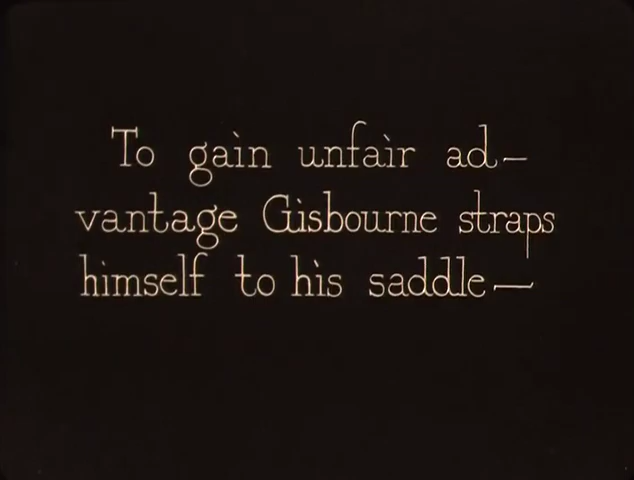 To gain unfair ad–
vantage Gisbourne straps
himself to his saddle—